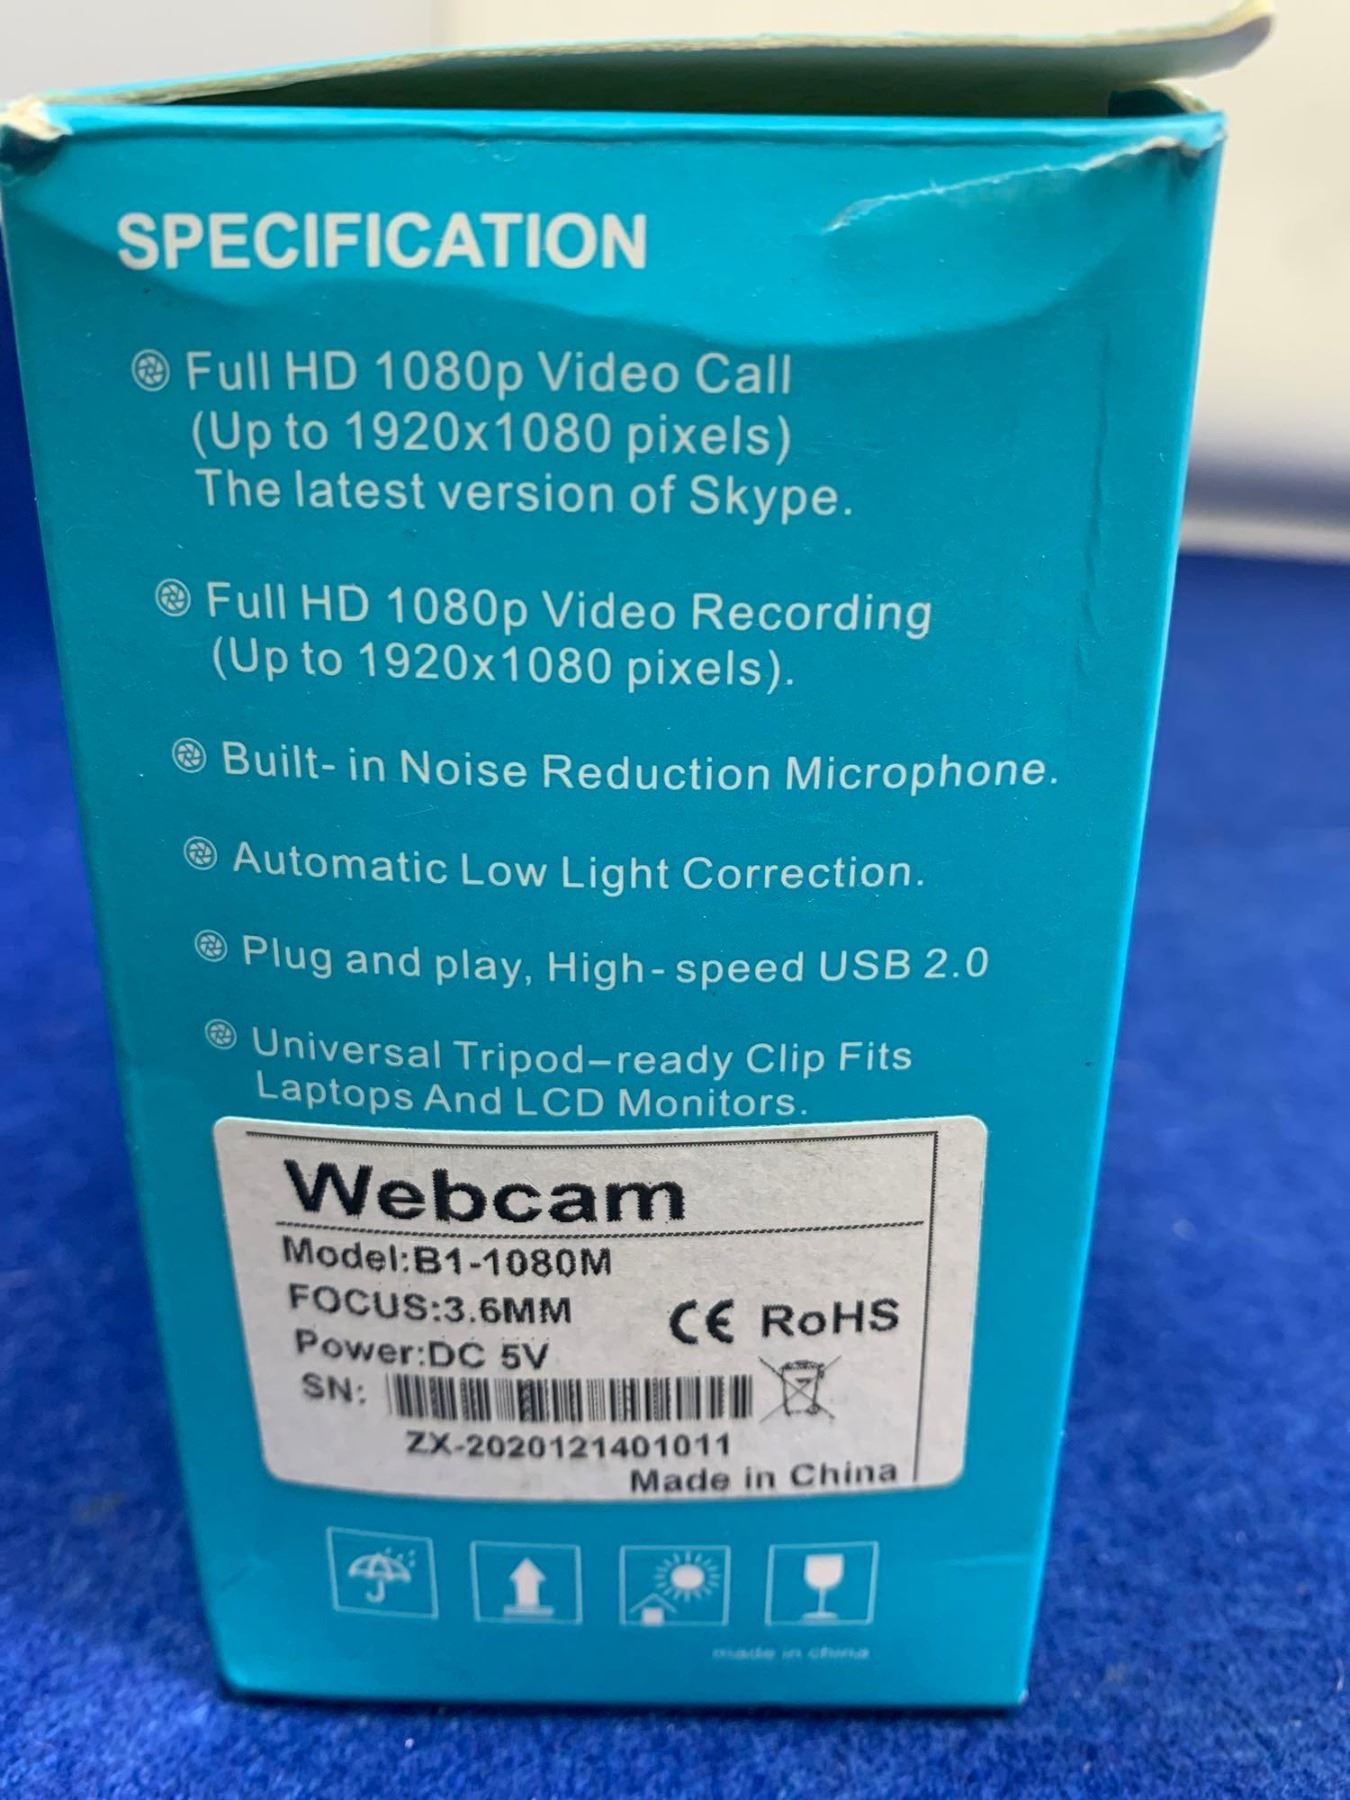 SPECIFICATION
Full HD 1080p Video Call
(Up to 1920x1080 pixels)
The latest version of Skype.
Full HD 1080p Video Recording
(Up to 1920x1080 pixels).
Built- in Noise Reduction Microphone.
Automatic Low Light Correction.
Plug and play, High-speed USB 2.0
Universal Tripod–ready Clip Fits
Laptops And LCD Monitors.
Webcam
Model:B1-1080M
FOCUS:3.6MM
CE RoHS
Power:DC 5V
SN:
ZX-2020121401011
Made in China
made in china